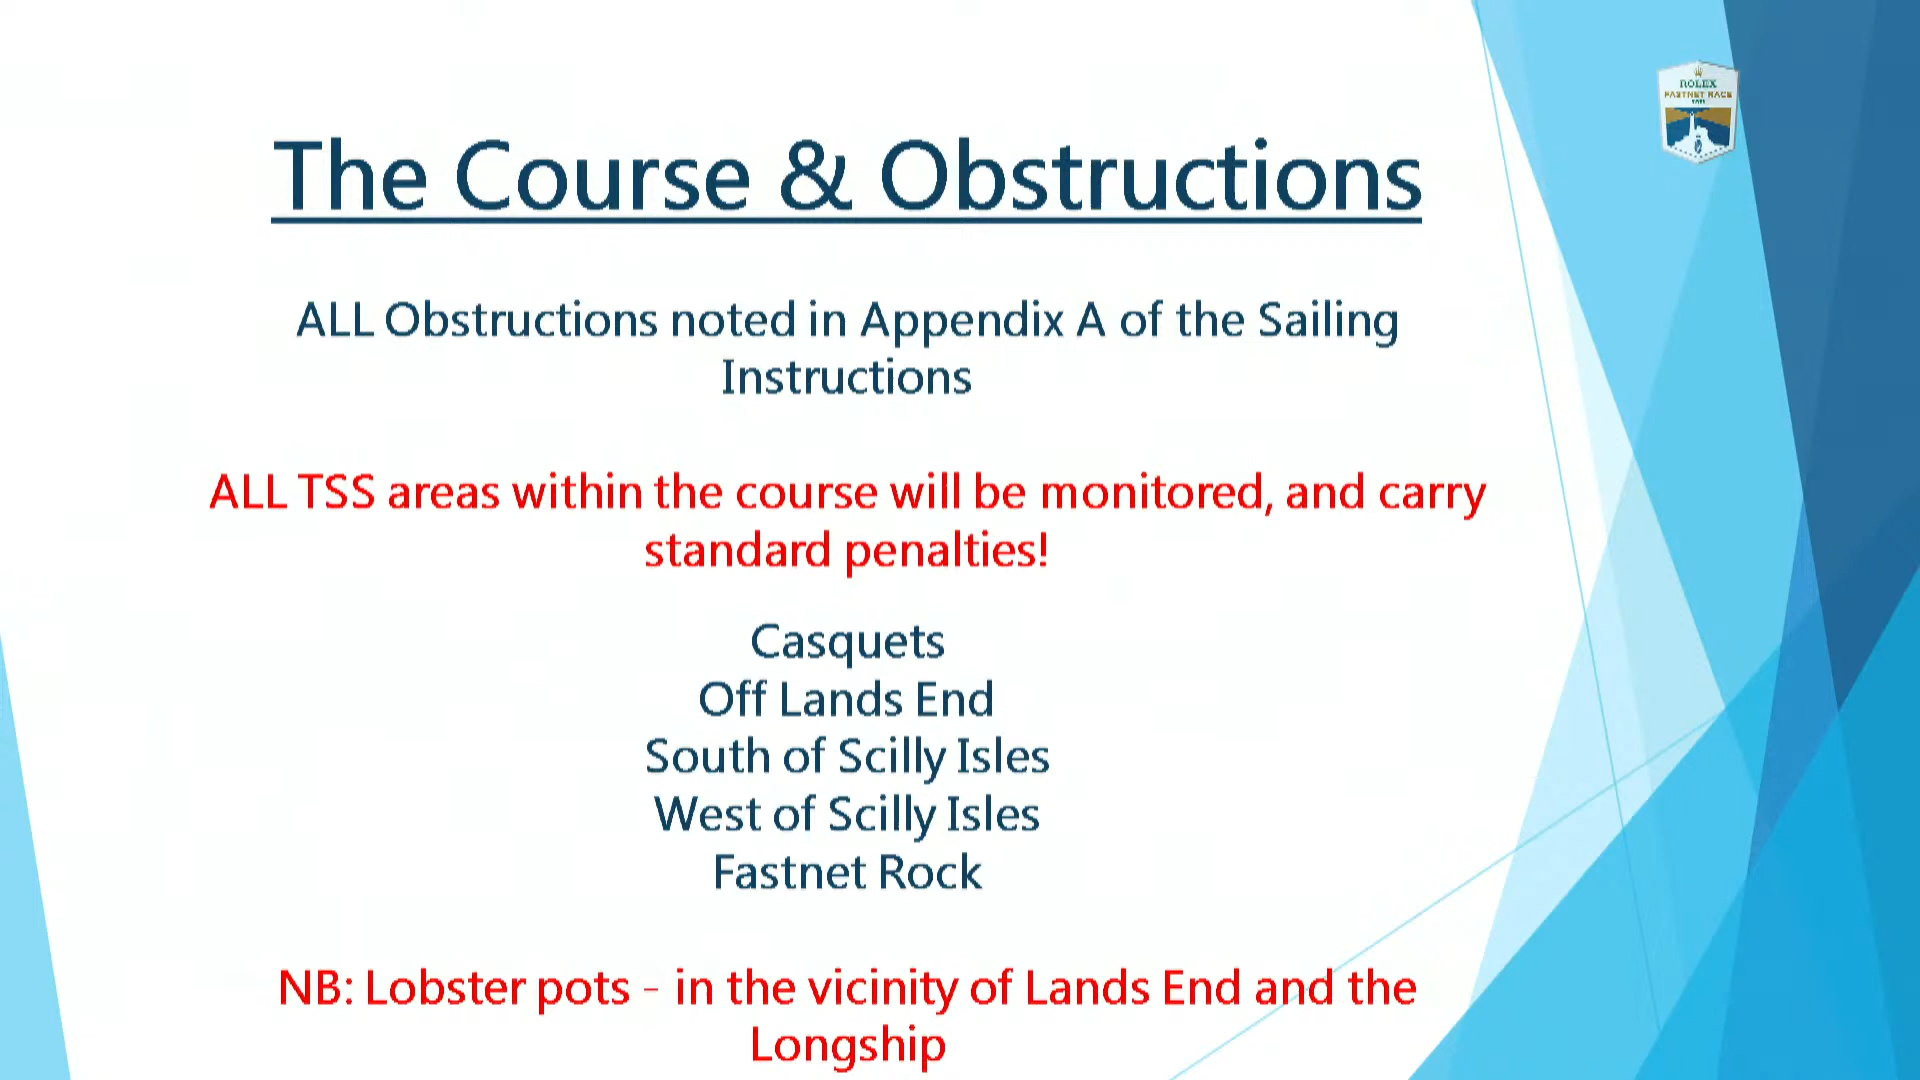 ROLEX
FASTNET RACE
The Course & Obstructions
ALL Obstructions noted in Appendix A of the Sailing
Instructions
ALL TSS areas within the course will be monitored, and carry
standard penalties!
Casquets
Off Lands End
South of Scilly Isles
West of Scilly Isles
Fastnet Rock
NB: Lobster pots - in the vicinity of Lands End and the
Longship